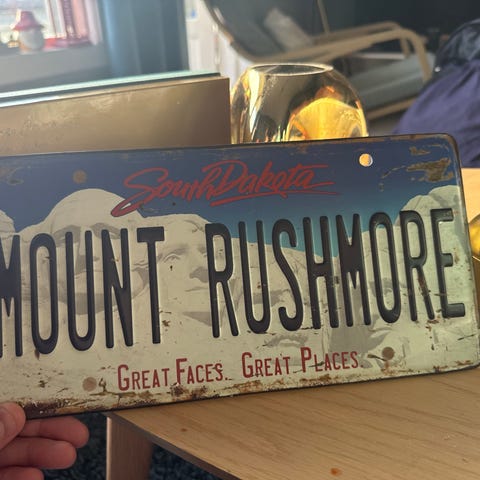 South Dakota
MOUNT RUSHMORE
GREAT FACES. GREAT PLACES.